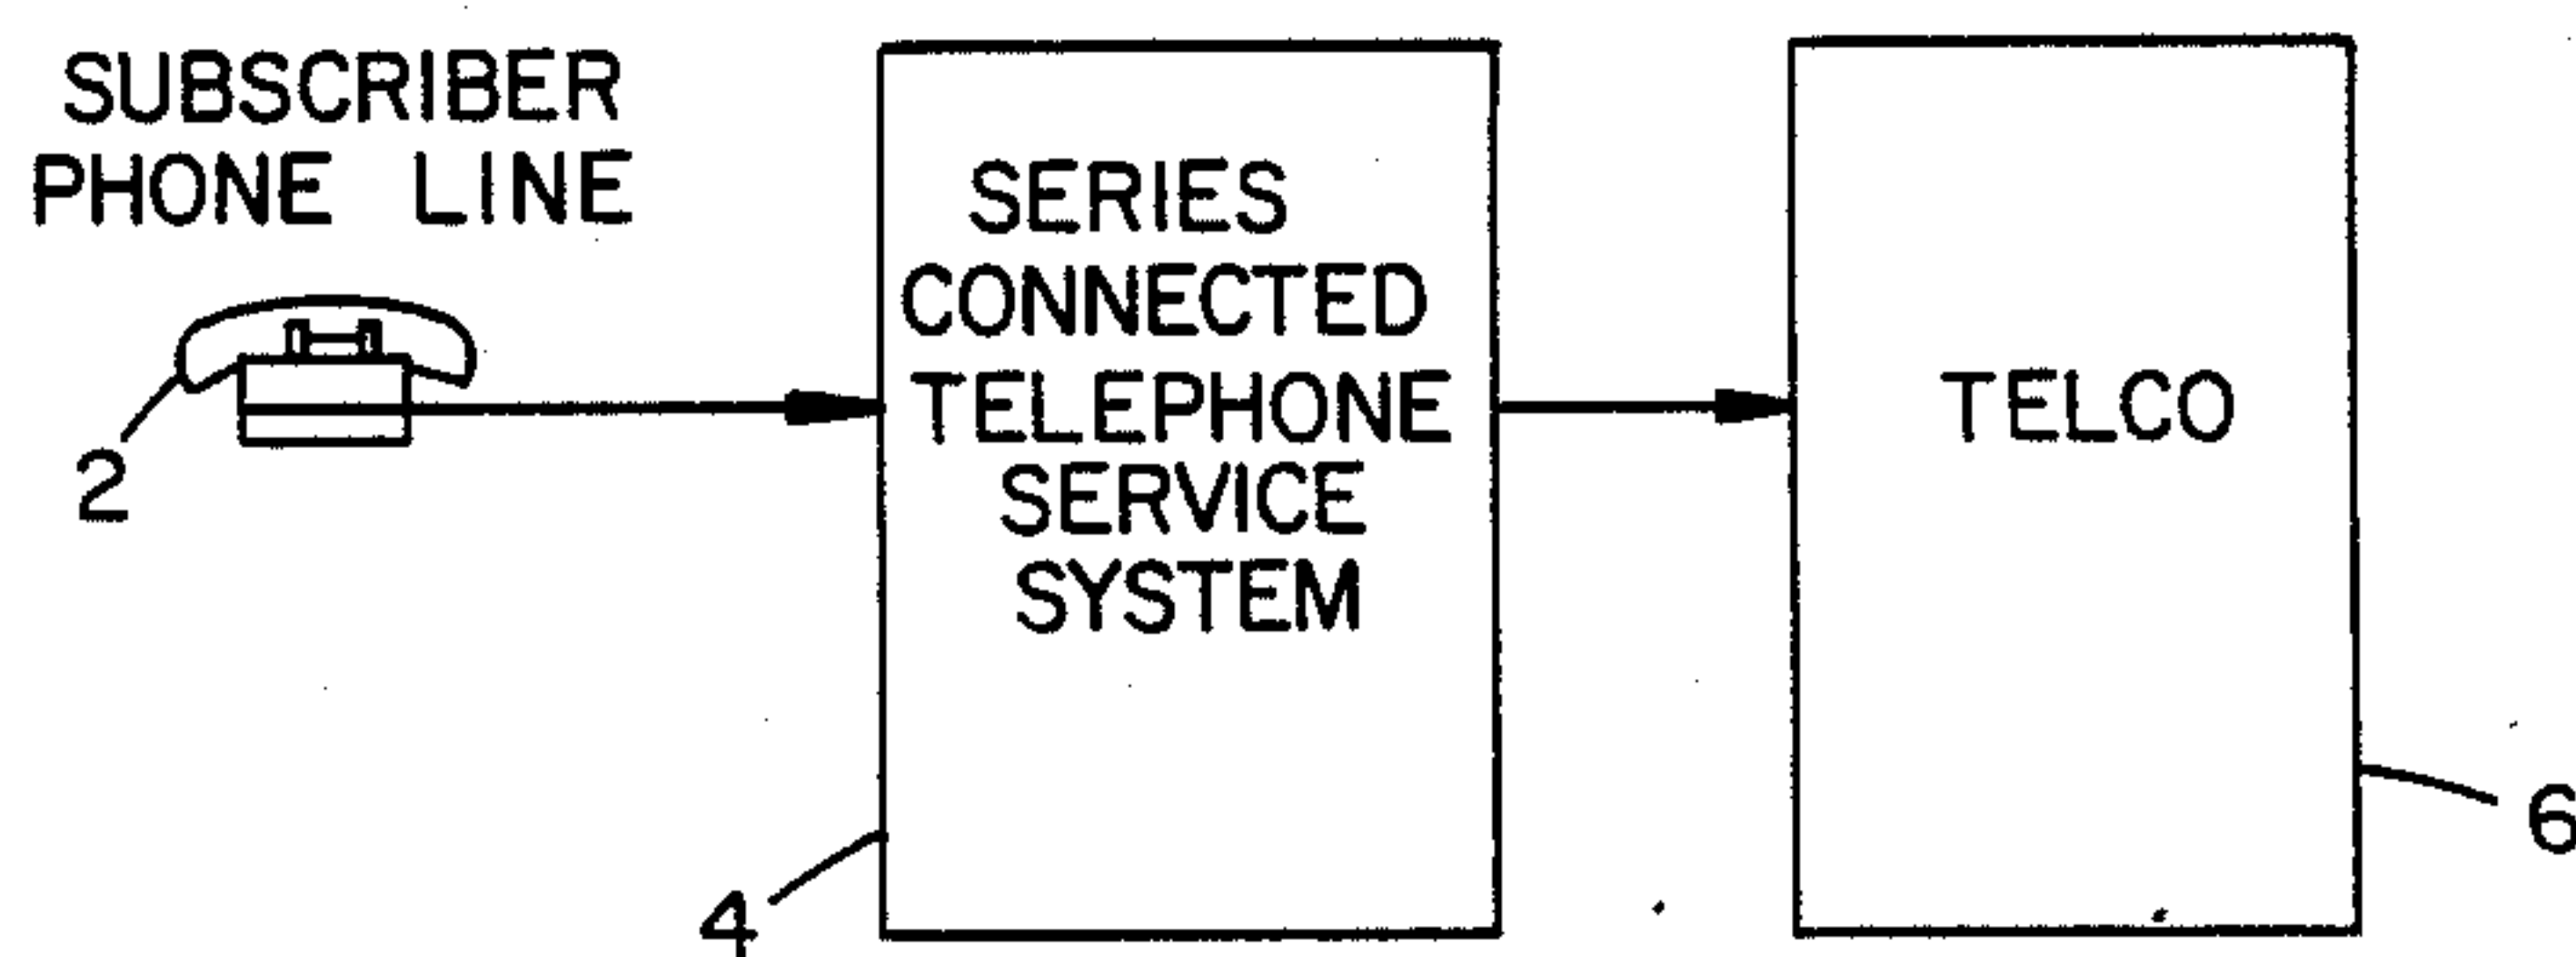 SUBSCRIBER
PHONE LINE
2
SERIES
CONNECTED
TELEPHONE
SERVICE
SYSTEM
4
TELCO
6